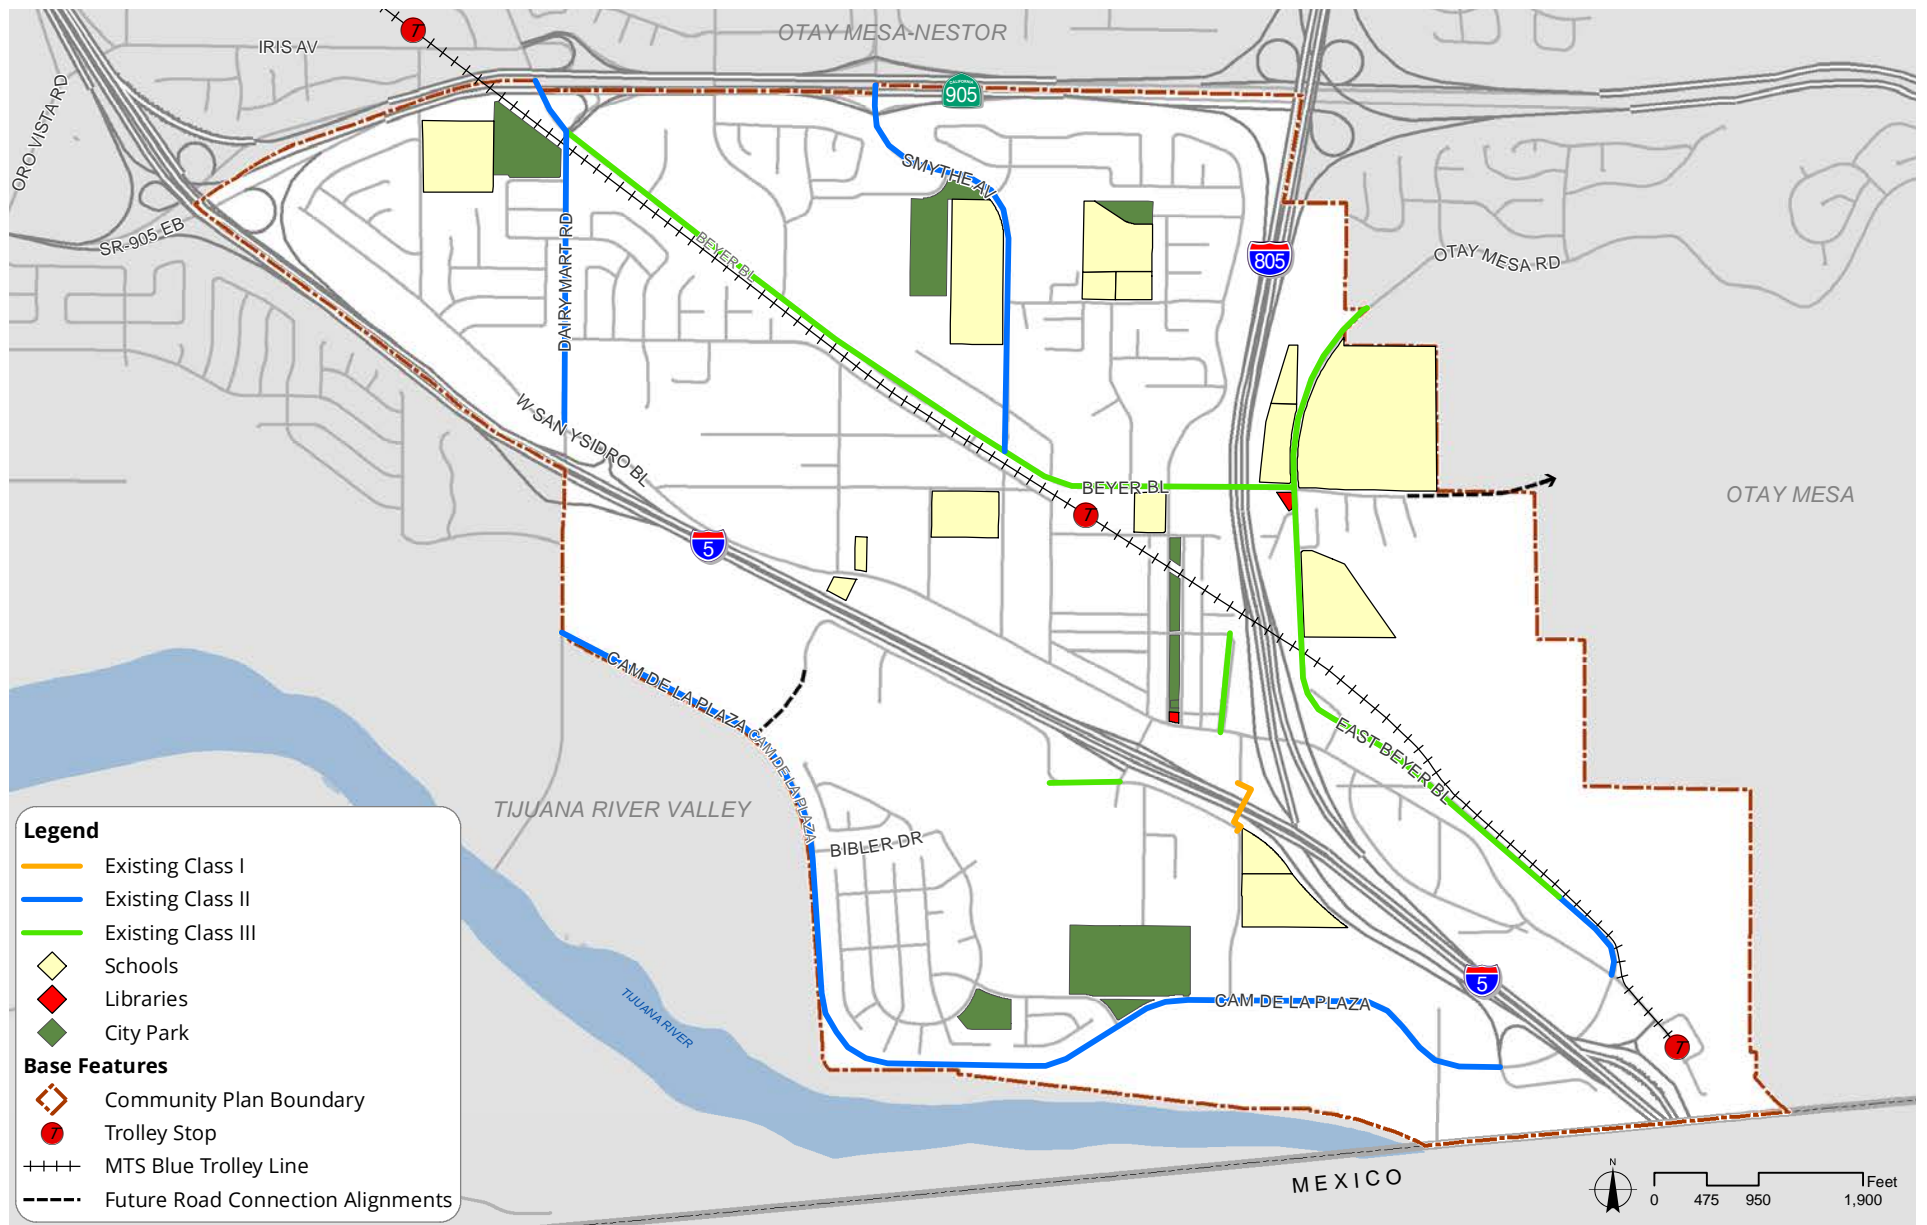 OTAY MESA-NESTOR
IRIS AV
CALIFORNIA
905
ORO VISTA RD
SMYTHE AV
SR-905 EB
DAIRY MART RD
BEYER BL
805
OTAY MESA RD
W SAN YSIDRO BL
BEYER BL
OTAY MESA
5
CAM DE LA PLAZA
CAM DE LA PLAZA
EAST BEYER BL
TIJUANA RIVER VALLEY
BIBLER DR
5
CAM DE LA PLAZA
TIJUANA RIVER
MEXICO
Legend
Existing Class I
Existing Class II
Existing Class III
Schools
Libraries
City Park
Base Features
Community Plan Boundary
Trolley Stop
MTS Blue Trolley Line
Future Road Connection Alignments
N
Feet
0 475 950 1,900